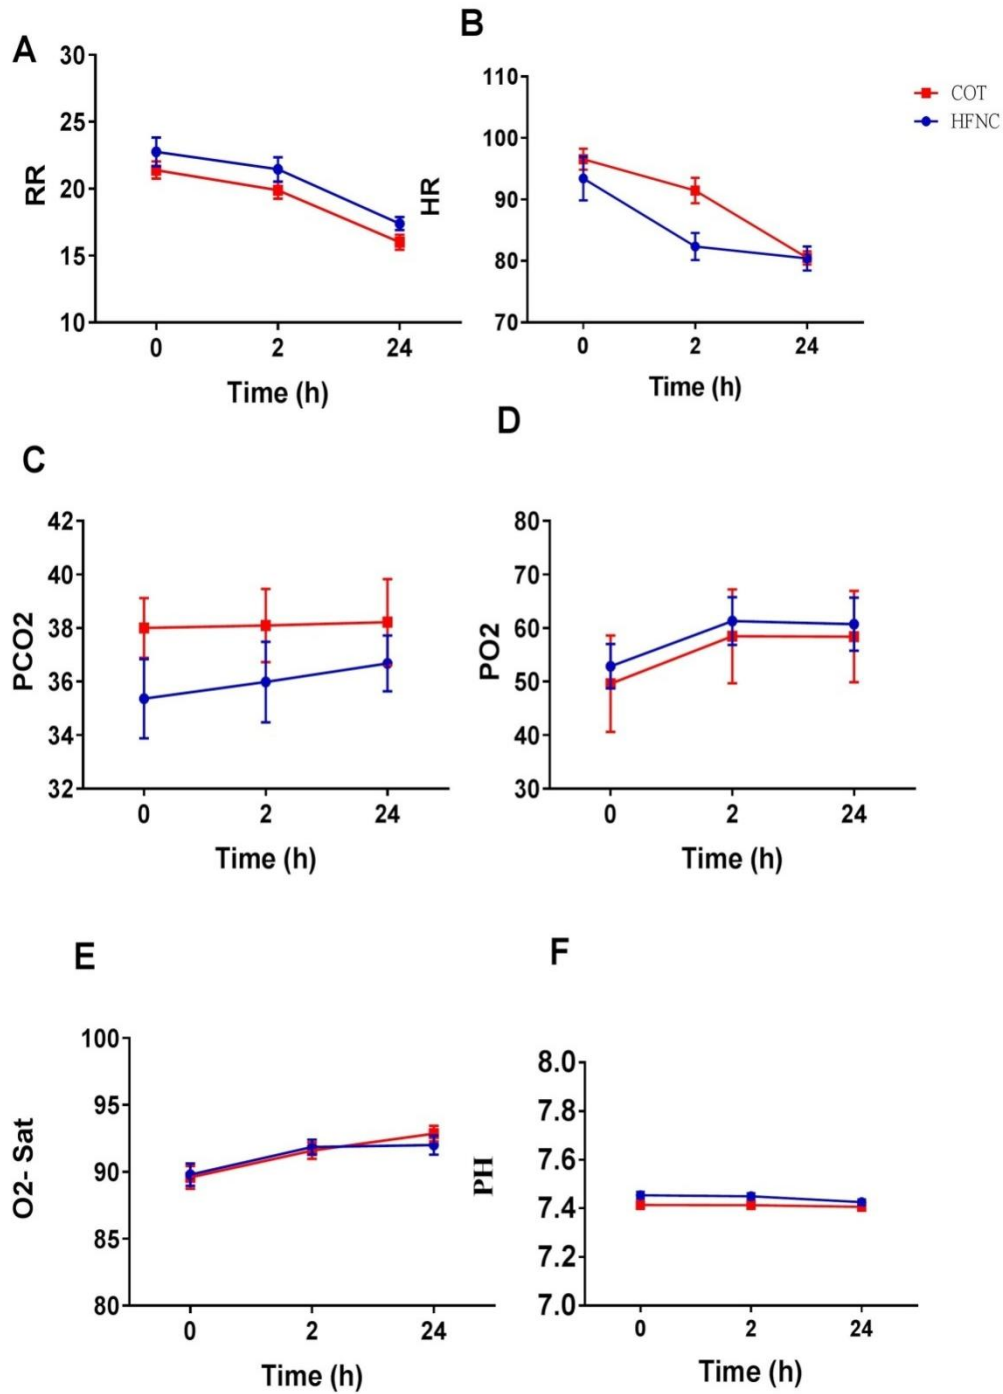 A
RR
30
25
20
15
10
0 2 24
Time (h)
B
HR
110
100
90
80
70
0 2 24
Time (h)
COT
HFNC
C
PCO2
42
40
38
36
34
32
0 2 24
Time (h)
D
PO2
80
70
60
50
40
30
0 2 24
Time (h)
E
O2- Sat
100
95
90
85
80
0 2 24
Time (h)
F
PH
8.0
7.8
7.6
7.4
7.2
7.0
0 2 24
Time (h)